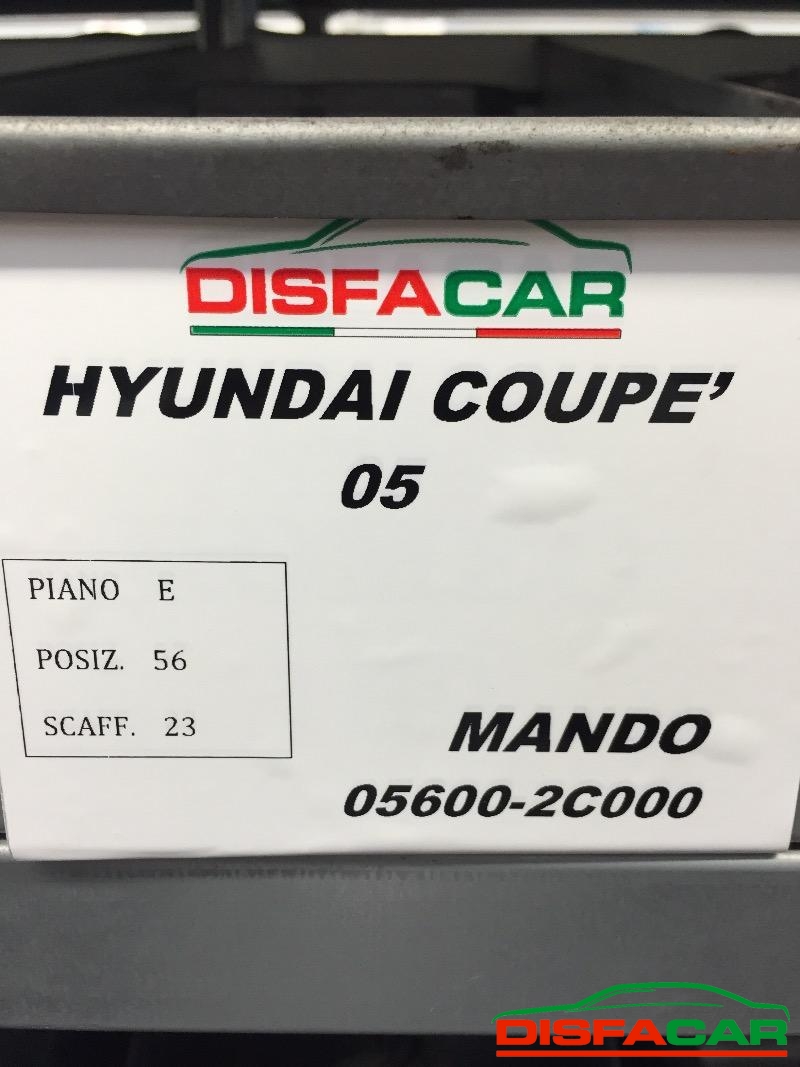 DISFACAR
HYUNDAI COUPE'
05
PIANO E
POSIZ. 56
SCAFF. 23
MANDO
05600-2C000
DISFACAR